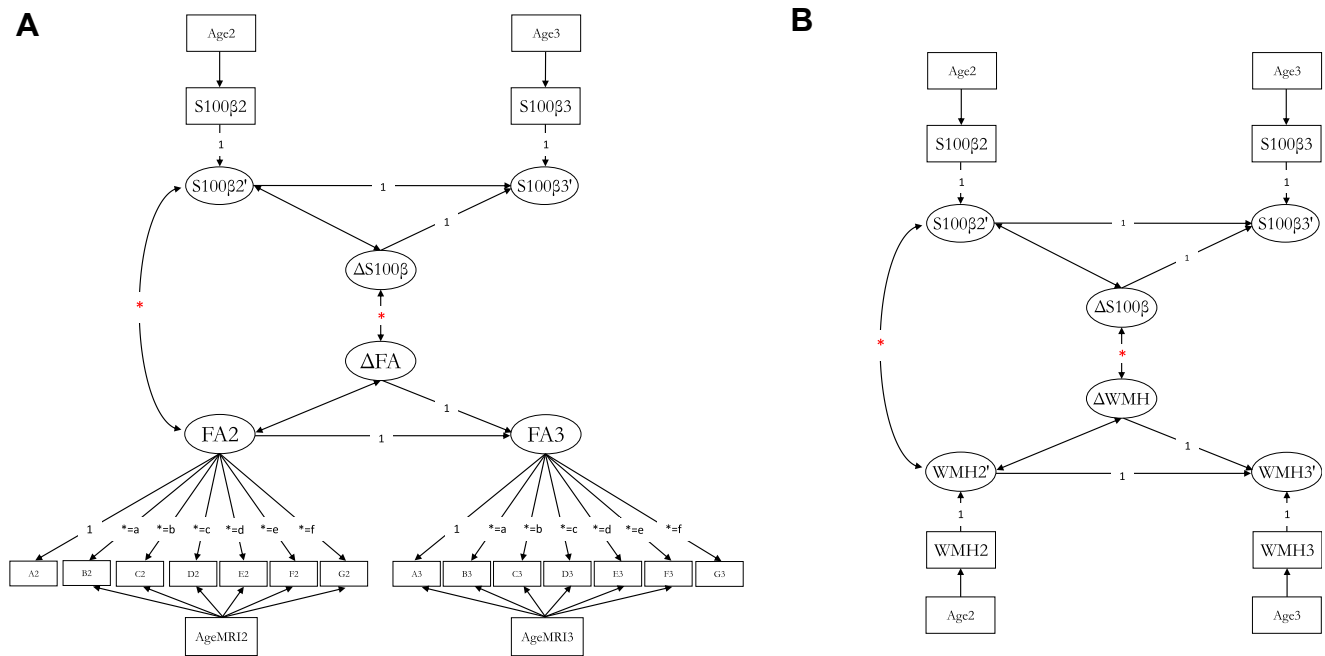 A
Age2 Age3
S100β2 S100β3
1 1
S100β2' 1 S100β3'
1
ΔS100β
* *
ΔFA
1
FA2 1 FA3
1 *=a *=b *=c *=d *=e *=f 1 *=a *=b *=c *=d *=e *=f
A2 B2 C2 D2 E2 F2 G2 A3 B3 C3 D3 E3 F3 G3
AgeMRI2 AgeMRI3
B
Age2 Age3
S100β2 S100β3
1 1
S100β2' 1 S100β3'
1
ΔS100β
* *
ΔWMH
1
WMH2' 1 WMH3'
1 1
WMH2 WMH3
Age2 Age3